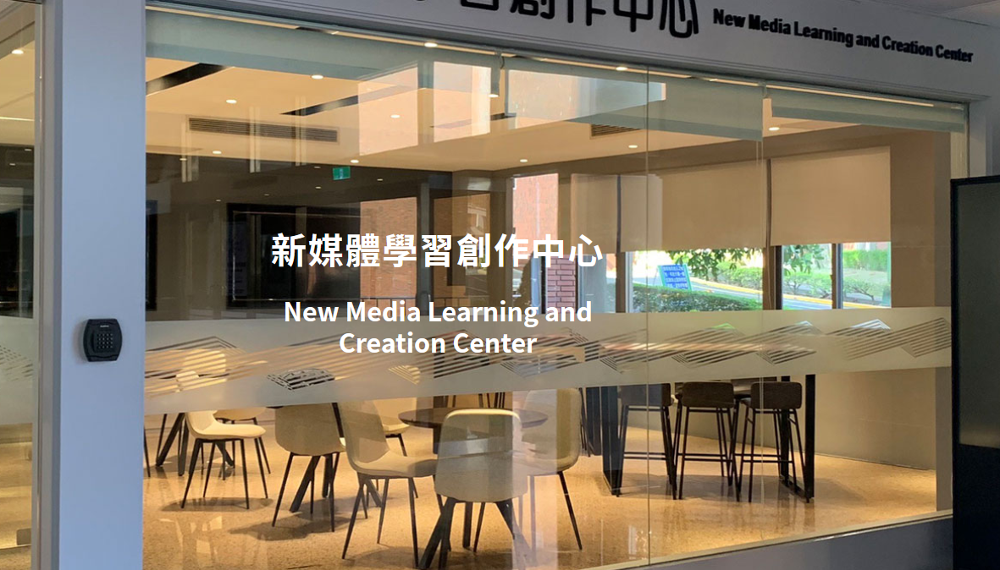 創作中心 New Media Learning and Creation Center
新媒體學習創作中心
New Media Learning and
Creation Center